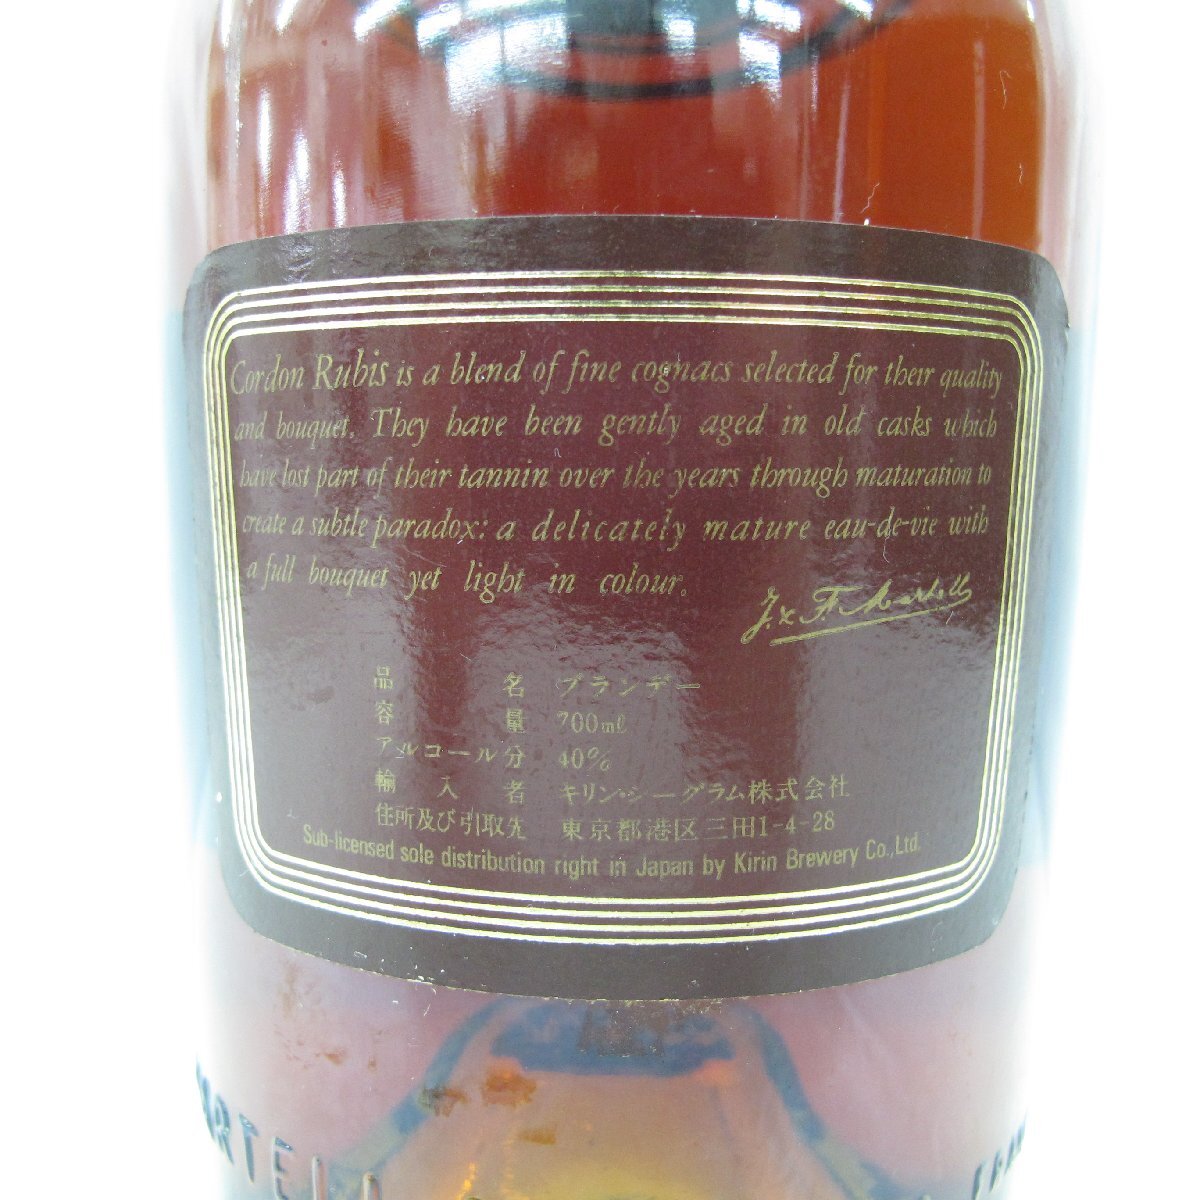 Cordon Rubis is a blend of fine cognacs selected for their quality
and bouquet. They have been gently aged in old casks which
have lost part of their tannin over the years through maturation to
create a subtle paradox: a delicately mature eau-de-vie with
a full bouquet yet light in colour.
J. & F. Martell
品名 ブランデー
容量 700ml
アルコール分 40%
輸入者 キリン・シーグラム株式会社
住所及び引取先 東京都港区三田1-4-28
Sub-licensed sole distribution right in Japan by Kirin Brewery Co.,Ltd.